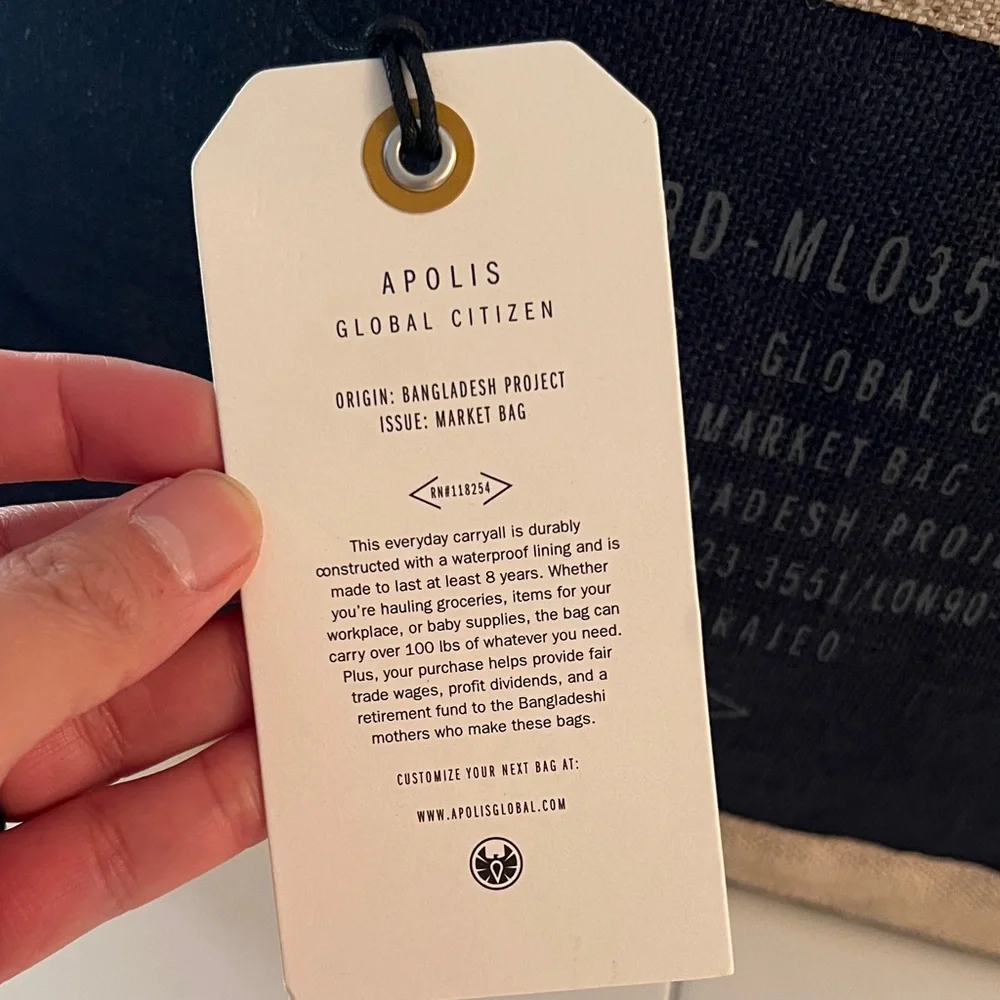 APOLIS
GLOBAL CITIZEN
ORIGIN: BANGLADESH PROJECT
ISSUE: MARKET BAG
RN#118254
This everyday carryall is durably
constructed with a waterproof lining and is
made to last at least 8 years. Whether
you're hauling groceries, items for your
workplace, or baby supplies, the bag can
carry over 100 lbs of whatever you need.
Plus, your purchase helps provide fair
trade wages, profit dividends, and a
retirement fund to the Bangladeshi
mothers who make these bags.
CUSTOMIZE YOUR NEXT BAG AT:
WWW.APOLISGLOBAL.COM
RD-ML035
GLOBAL C
MARKET BAG
ADESH PROJ